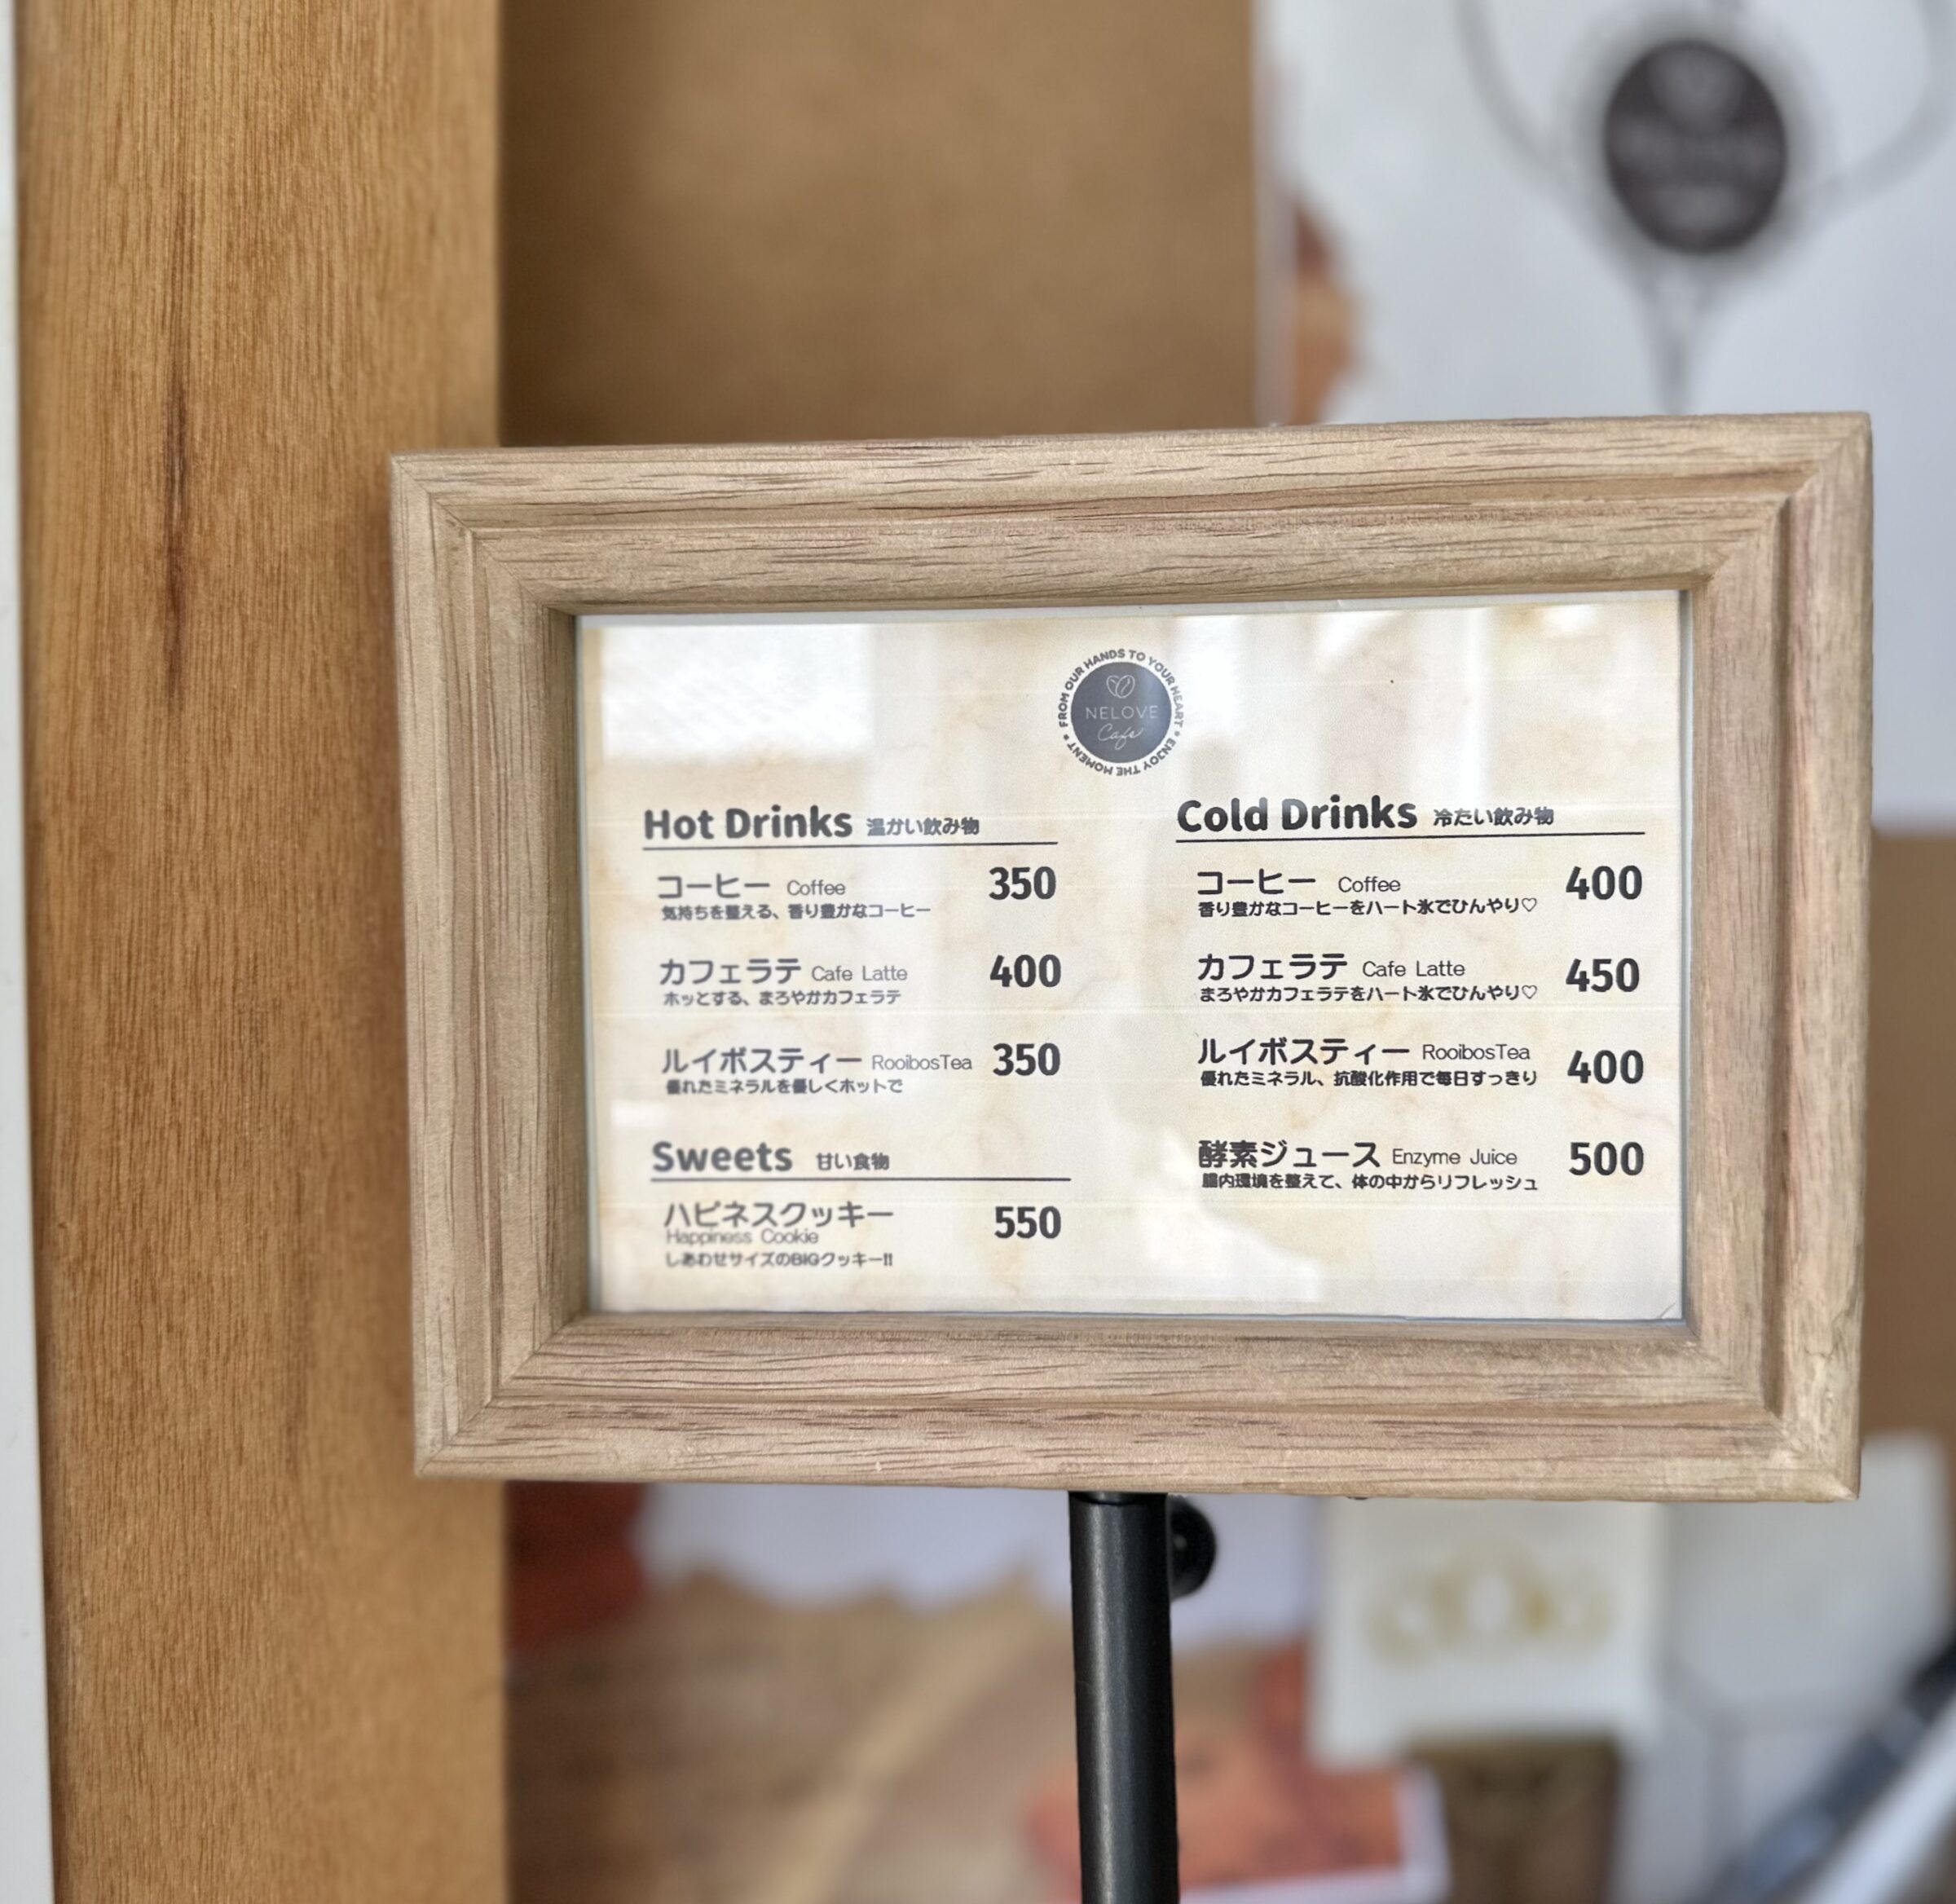 FROM OUR HANDS TO YOUR HEART * ENJOY THE MOMENT *
NELOVE
Cafe
Hot Drinks 温かい飲み物
コーヒー Coffee 350
気持ちを整える、香り豊かなコーヒー
カフェラテ Cafe Latte 400
ホッとする、まろやかカフェラテ
ルイボスティー RooibosTea 350
優れたミネラルを優しくホットで
Sweets 甘い食物
ハピネスクッキー 550
Happiness Cookie
しあわせサイズのBIGクッキー!!
Cold Drinks 冷たい飲み物
コーヒー Coffee 400
香り豊かなコーヒーをハート氷でひんやり♡
カフェラテ Cafe Latte 450
まろやかカフェラテをハート氷でひんやり♡
ルイボスティー RooibosTea 400
優れたミネラル、抗酸化作用で毎日すっきり
酵素ジュース Enzyme Juice 500
腸内環境を整えて、体の中からリフレッシュ